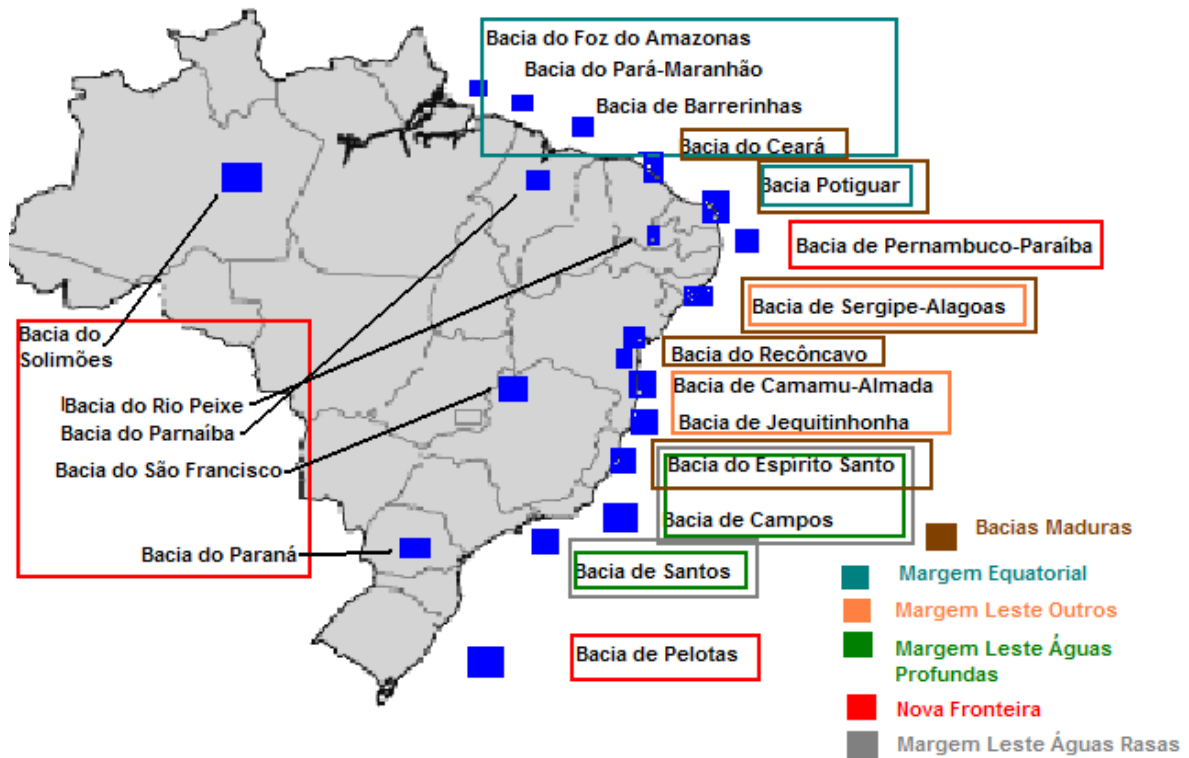 Bacia do Foz do Amazonas
Bacia do Pará-Maranhão
Bacia de Barrerinhas
Bacia do Ceará
Bacia Potiguar
Bacia de Pernambuco-Paraíba
Bacia de Sergipe-Alagoas
Bacia do
Solimões
Bacia do Recôncavo
Bacia de Camamu-Almada
Bacia do Rio Peixe
Bacia de Jequitinhonha
Bacia do Parnaíba
Bacia do São Francisco
Bacia do Espírito Santo
Bacia de Campos
Bacia do Paraná
Bacia de Santos
Bacia de Pelotas
Bacias Maduras
Margem Equatorial
Margem Leste Outros
Margem Leste Águas
Profundas
Nova Fronteira
Margem Leste Águas Rasas